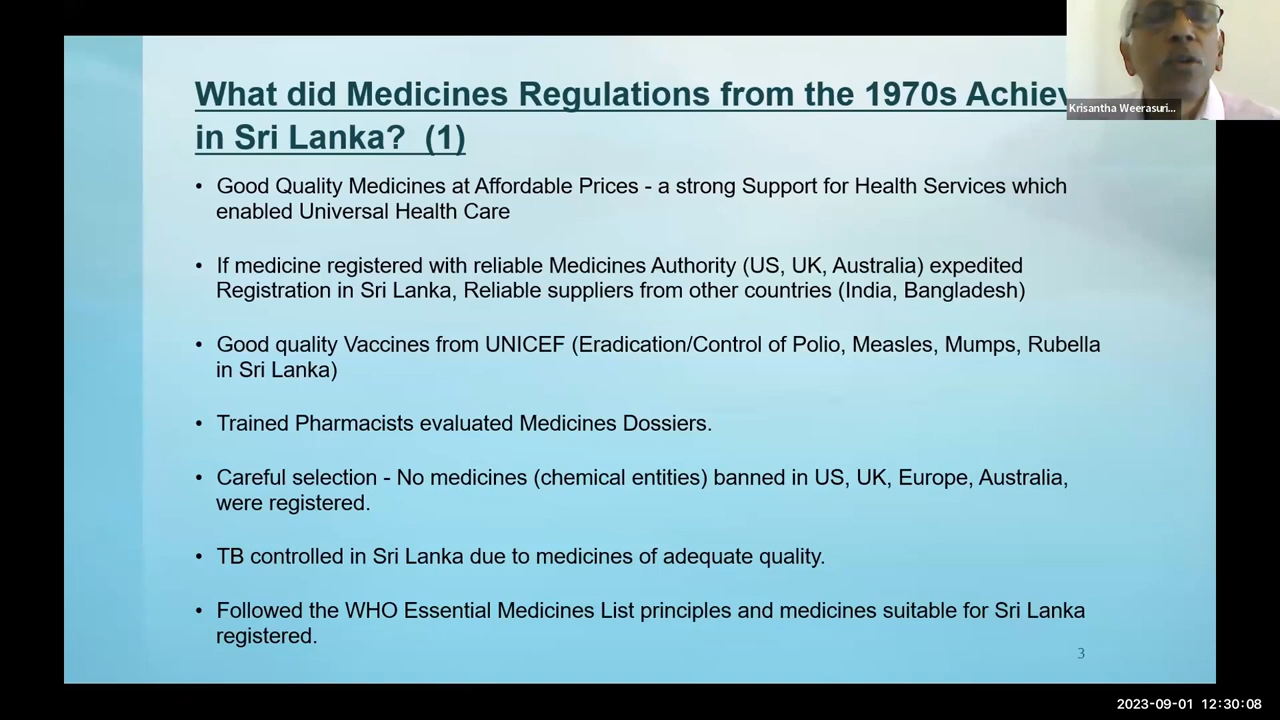 What did Medicines Regulations from the 1970s Achiev
in Sri Lanka? (1)
Krisantha Weerasuri...
• Good Quality Medicines at Affordable Prices - a strong Support for Health Services which
enabled Universal Health Care
• If medicine registered with reliable Medicines Authority (US, UK, Australia) expedited
Registration in Sri Lanka, Reliable suppliers from other countries (India, Bangladesh)
• Good quality Vaccines from UNICEF (Eradication/Control of Polio, Measles, Mumps, Rubella
in Sri Lanka)
• Trained Pharmacists evaluated Medicines Dossiers.
• Careful selection - No medicines (chemical entities) banned in US, UK, Europe, Australia,
were registered.
• TB controlled in Sri Lanka due to medicines of adequate quality.
• Followed the WHO Essential Medicines List principles and medicines suitable for Sri Lanka
registered.
3
2023-09-01 12:30:08